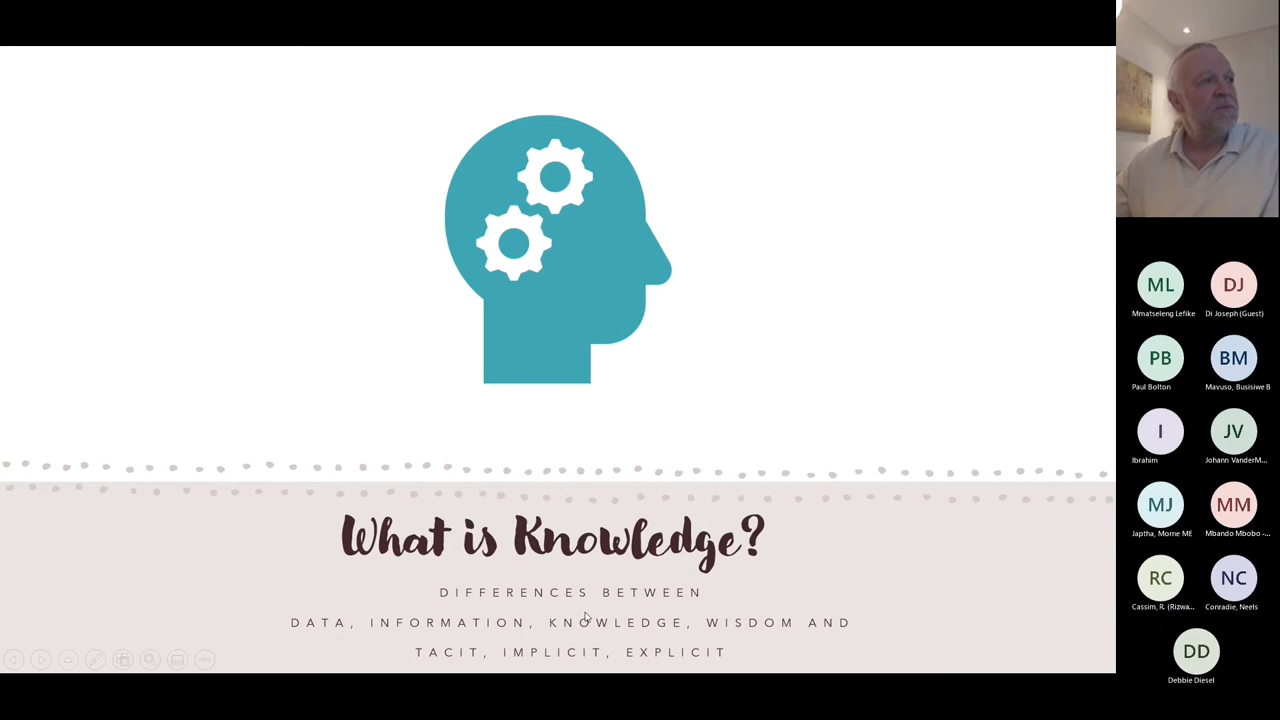 What is Knowledge?
DIFFERENCES BETWEEN
DATA, INFORMATION, KNOWLEDGE, WISDOM AND
TACIT, IMPLICIT, EXPLICIT
ML
DJ
Mmatseleng Lefike
Di Joseph (Guest)
PB
BM
Paul Bolton
Mavuso, Busisiwe B
I
JV
Ibrahim
Johann VanderM...
MJ
MM
Japtha, Morne ME
Mbando Mbobo -...
RC
NC
Cassim, R. (Rizwa...
Conradie, Neels
DD
Debbie Diesel